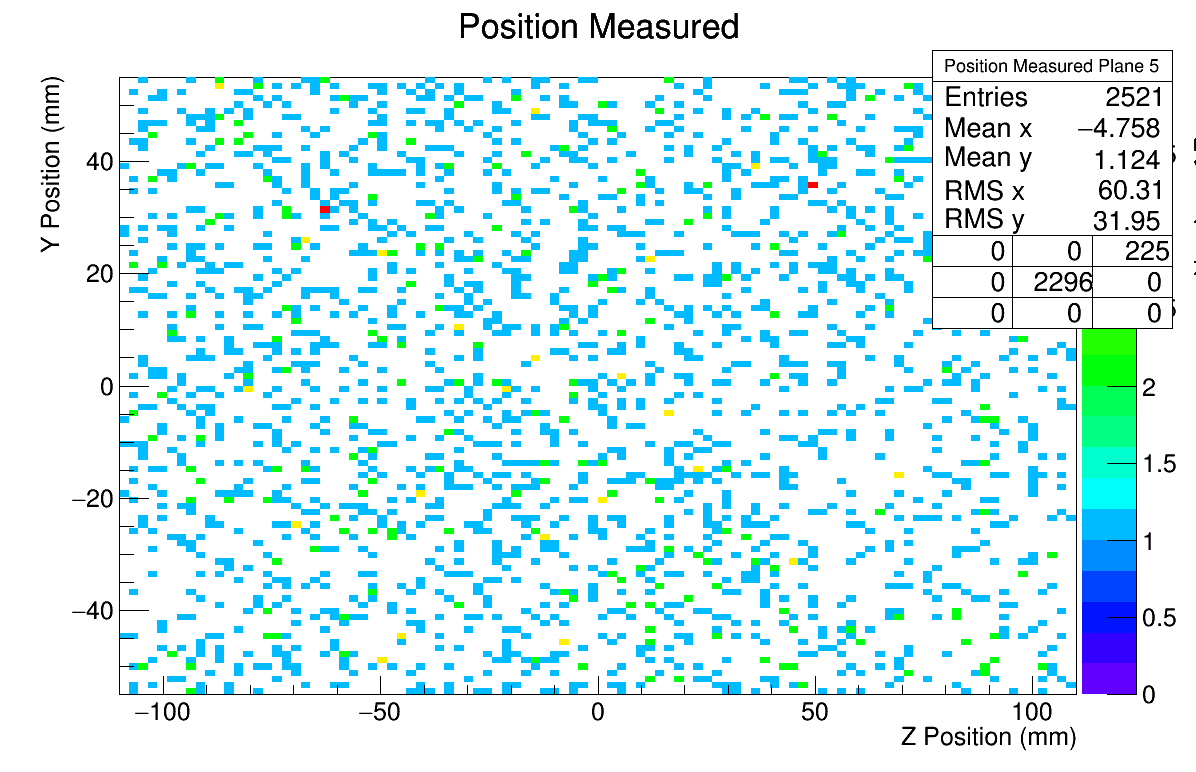 Position Measured
Y Position (mm)
Position Measured Plane 5
Entries 2521
Mean x −4.758
Mean y 1.124
RMS x 60.31
RMS y 31.95
0 0 225
0 2296 0
0 0 0
40
20
0
−20
−40
2
1.5
1
0.5
0
−100 −50 0 50 100
Z Position (mm)